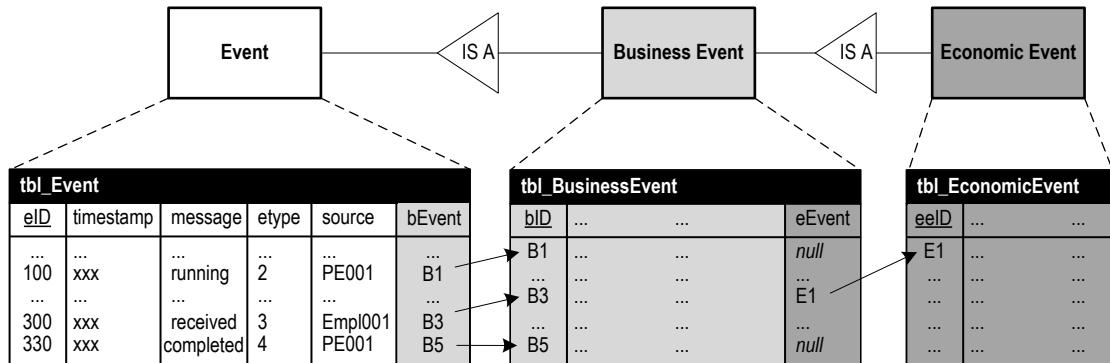 Event IS A Business Event IS A Economic Event
tbl_Event tbl_BusinessEvent tbl_EconomicEvent
eID timestamp message etype source bEvent bID ... ... eEvent eeID ... ...
... ... ... ... ... ... B1 ... ... null E1 ... ...
100 xxx running 2 PE001 B1 ... ... ... ... ... ...
... ... ... ... ... ... B3 ... ... E1 ... ...
300 xxx received 3 Empl001 B3 ... ... ... ... ... ...
330 xxx completed 4 PE001 B5 B5 ... ... null ... ...